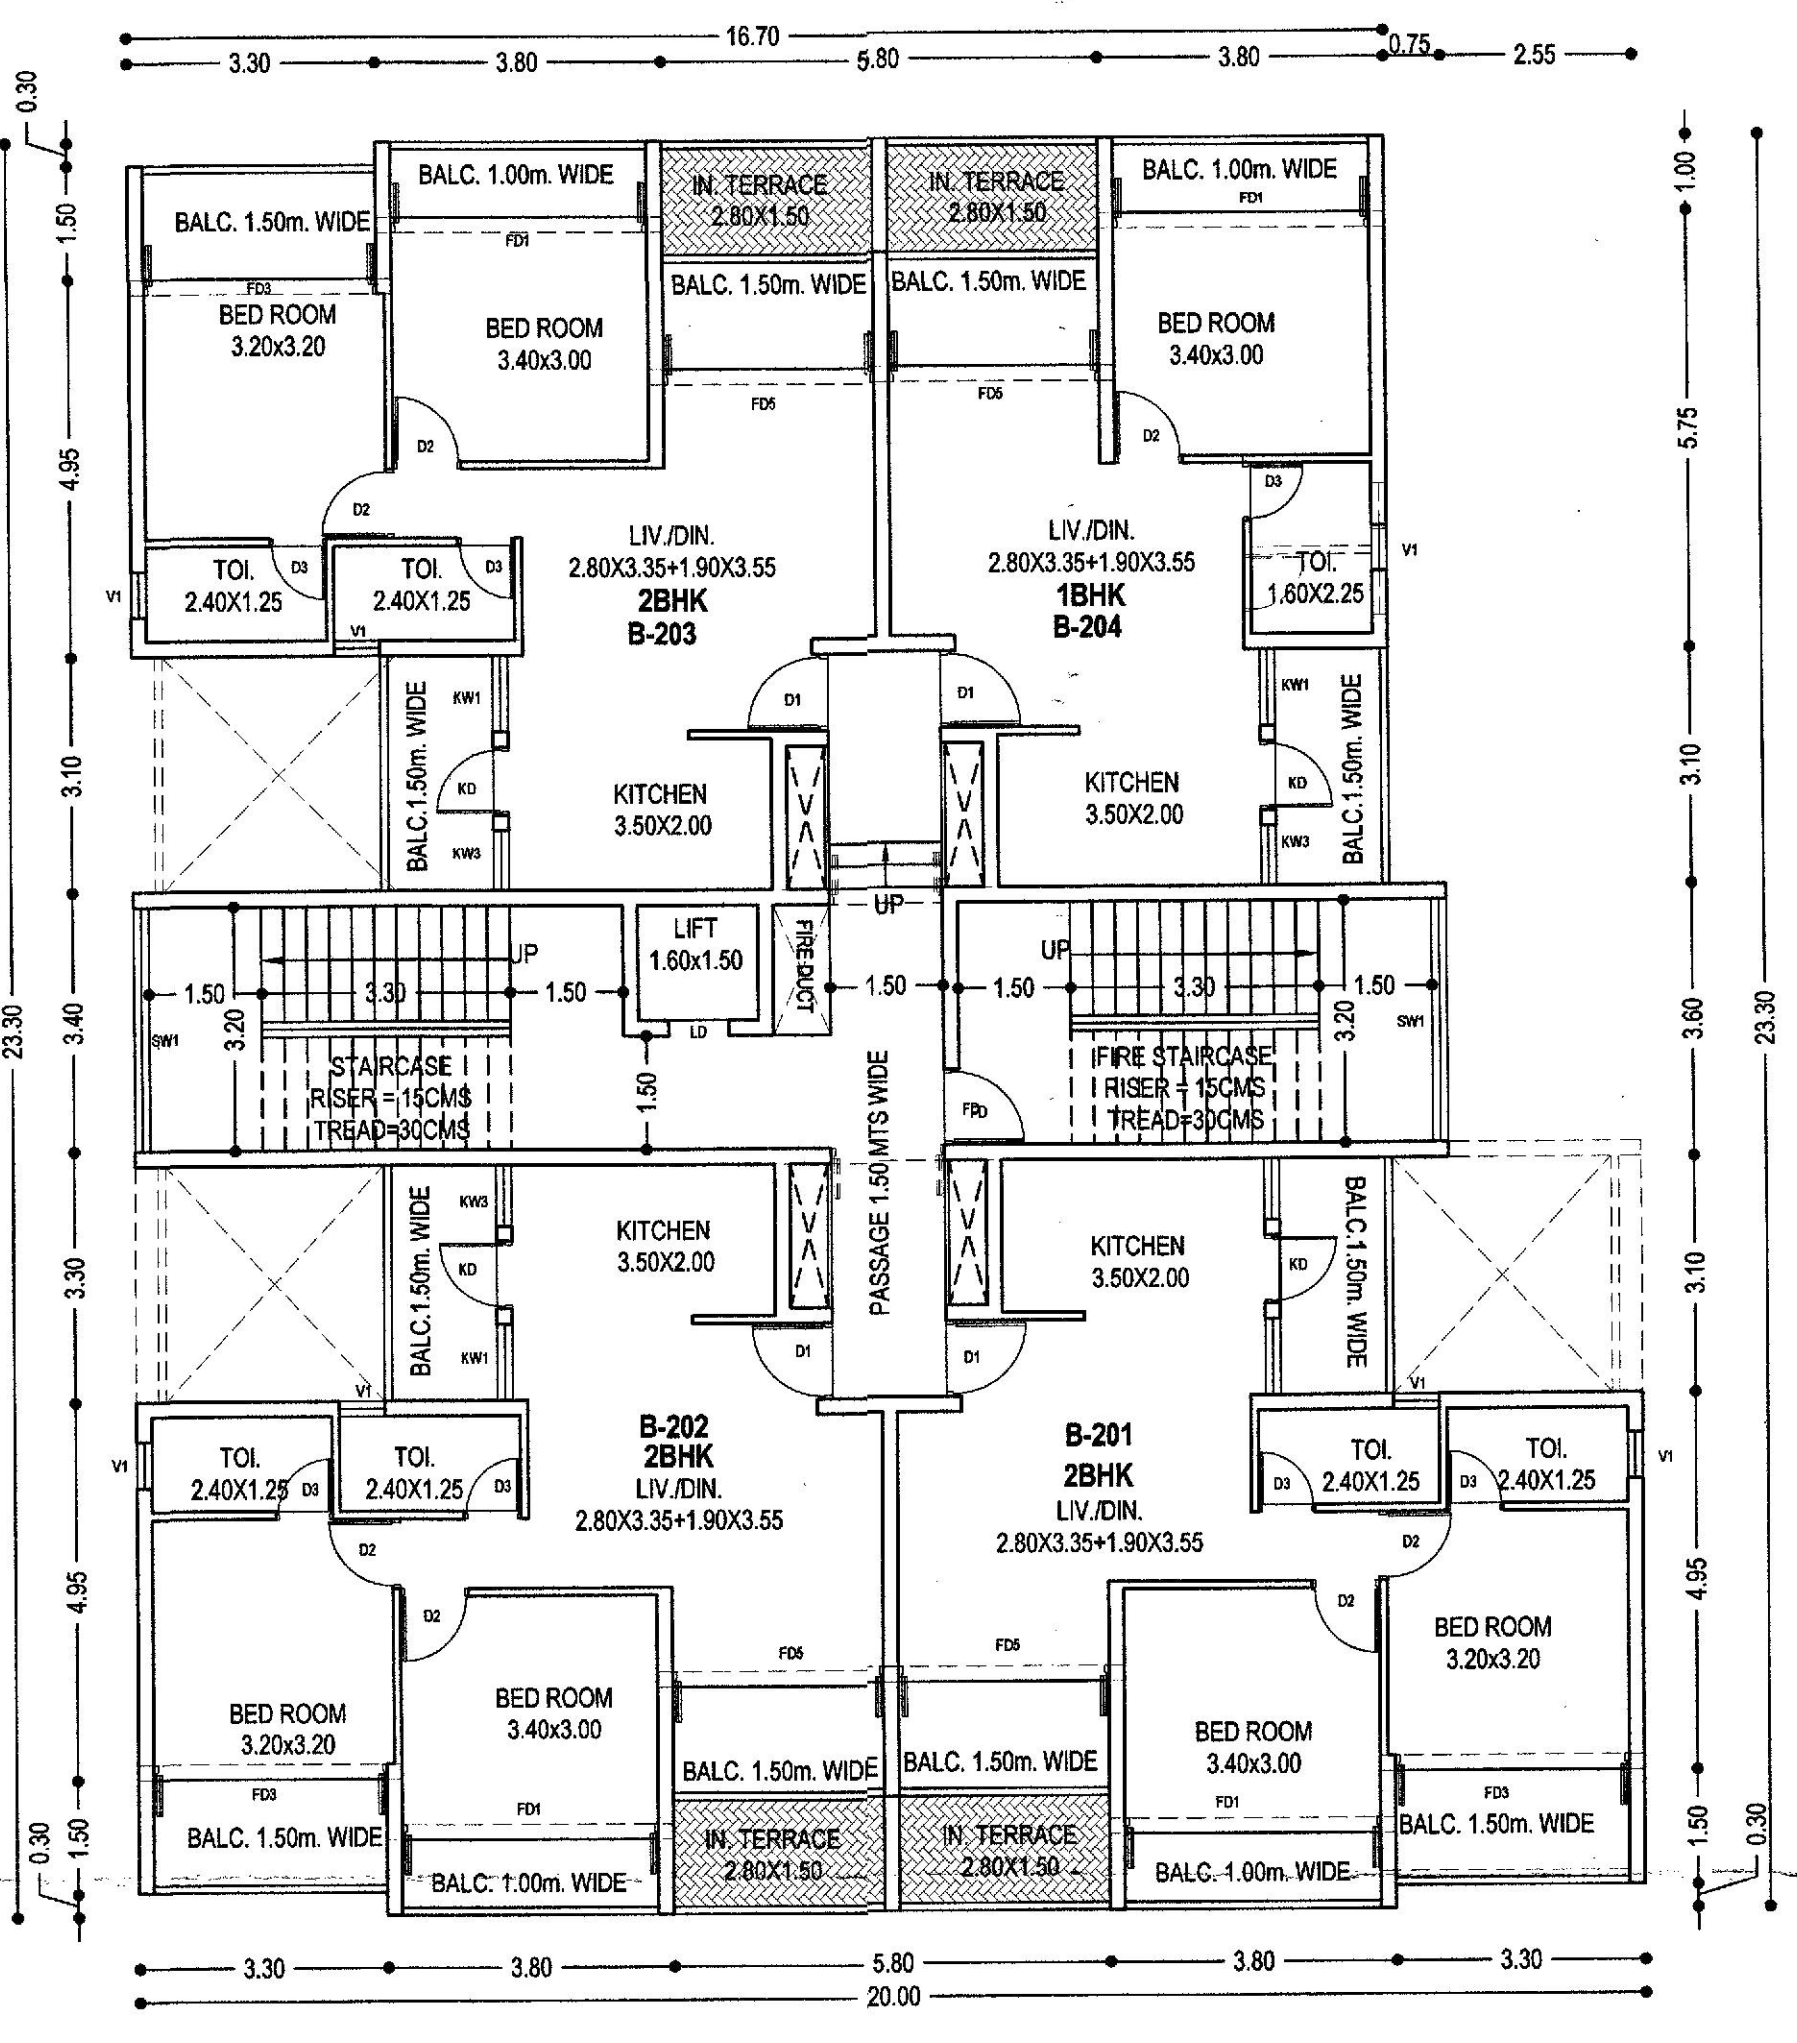 16.70
0.75
3.30
3.80
5.80
3.80
2.55
0.30
1.50
4.95
3.10
3.40
3.30
4.95
1.50
0.30
23.30
BALC. 1.50m. WIDE
FD3
BED ROOM
3.20x3.20
BALC. 1.00m. WIDE
FD1
BED ROOM
3.40x3.00
IN. TERRACE
2.80X1.50
BALC. 1.50m. WIDE
FD5
IN. TERRACE
2.80X1.50
BALC. 1.50m. WIDE
FD5
BALC. 1.00m. WIDE
FD1
BED ROOM
3.40x3.00
1.00
5.75
3.10
3.60
3.10
4.95
1.50
0.30
23.30
D2
D2
D2
D3
V1
TOI.
2.40X1.25
D3
TOI.
2.40X1.25
D3
V1
LIV./DIN.
2.80X3.35+1.90X3.55
2BHK
B-203
LIV./DIN.
2.80X3.35+1.90X3.55
1BHK
B-204
TOI.
1.60X2.25
V1
BALC.1.50m. WIDE
KW1
KD
KW3
D1
D1
KITCHEN
3.50X2.00
KITCHEN
3.50X2.00
KW1
KD
KW3
BALC.1.50m. WIDE
UP
UP
1.50
3.30
1.50
3.20
SW1
STAIRCASE
RISER = 15CMS
TREAD=30CMS
LIFT
1.60x1.50
LD
1.50
FIRE DUCT
1.50
PASSAGE 1.50 MTS WIDE
UP
1.50
3.30
1.50
3.20
SW1
FIRE STAIRCASE
RISER = 15CMS
TREAD=30CMS
FPD
BALC.1.50m. WIDE
KW3
KD
KW1
V1
KITCHEN
3.50X2.00
D1
D1
KITCHEN
3.50X2.00
KD
BALC.1.50m. WIDE
V1
V1
TOI.
2.40X1.25
D3
TOI.
2.40X1.25
D3
B-202
2BHK
LIV./DIN.
2.80X3.35+1.90X3.55
B-201
2BHK
LIV./DIN.
2.80X3.35+1.90X3.55
D3
TOI.
2.40X1.25
D3
TOI.
2.40X1.25
V1
D2
D2
D2
D2
BED ROOM
3.20x3.20
FD3
BALC. 1.50m. WIDE
BED ROOM
3.40x3.00
FD1
BALC. 1.00m. WIDE
FD5
BALC. 1.50m. WIDE
IN. TERRACE
2.80X1.50
FD5
BALC. 1.50m. WIDE
IN. TERRACE
2.80X1.50
BED ROOM
3.40x3.00
FD1
BALC. 1.00m. WIDE
BED ROOM
3.20x3.20
FD3
BALC. 1.50m. WIDE
3.30
3.80
5.80
3.80
3.30
20.00